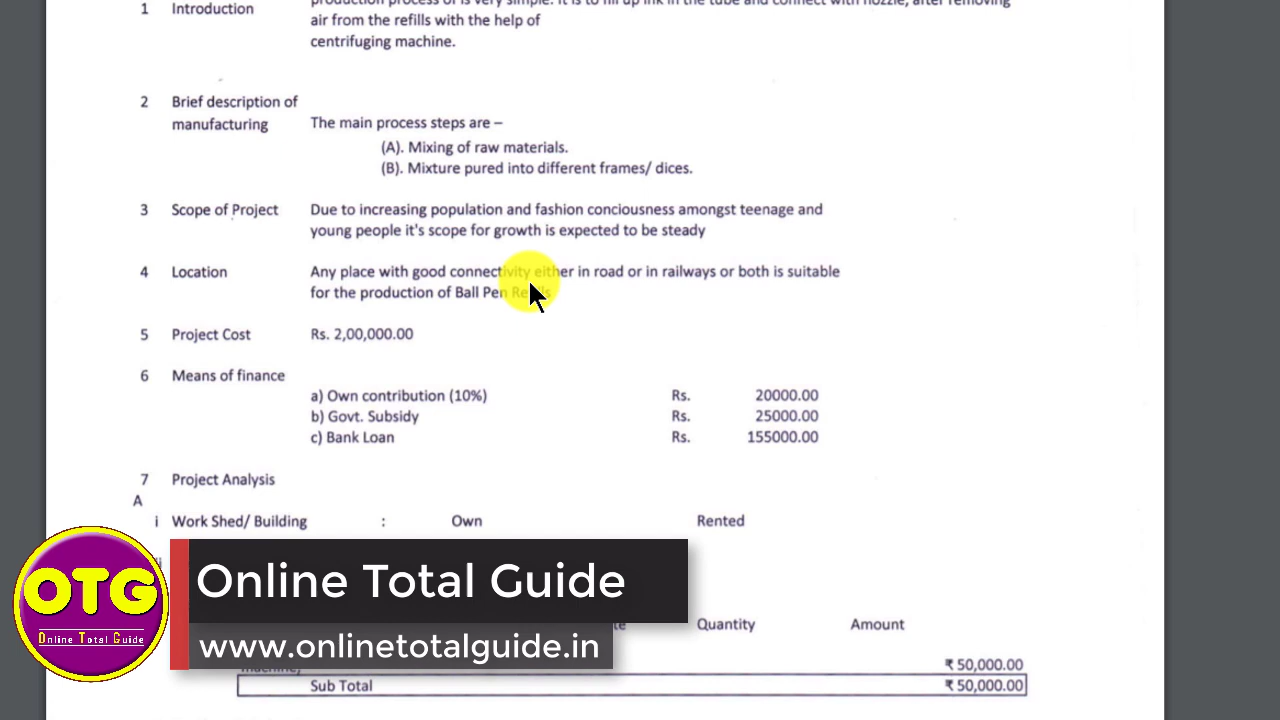 1 Introduction
air from the refills with the help of
centrifuging machine.
2 Brief description of
manufacturing The main process steps are –
(A). Mixing of raw materials.
(B). Mixture pured into different frames/ dices.
3 Scope of Project Due to increasing population and fashion conciousness amongst teenage and
young people it's scope for growth is expected to be steady
4 Location Any place with good connectivity either in road or in railways or both is suitable
for the production of Ball Pen Refills
5 Project Cost Rs. 2,00,000.00
6 Means of finance
a) Own contribution (10%) Rs. 20000.00
b) Govt. Subsidy Rs. 25000.00
c) Bank Loan Rs. 155000.00
7 Project Analysis
A
i Work Shed/ Building : Own Rented
OTG
Online Total Guide
Online Total Guide
www.onlinetotalguide.in
Quantity Amount
₹ 50,000.00
Sub Total ₹ 50,000.00